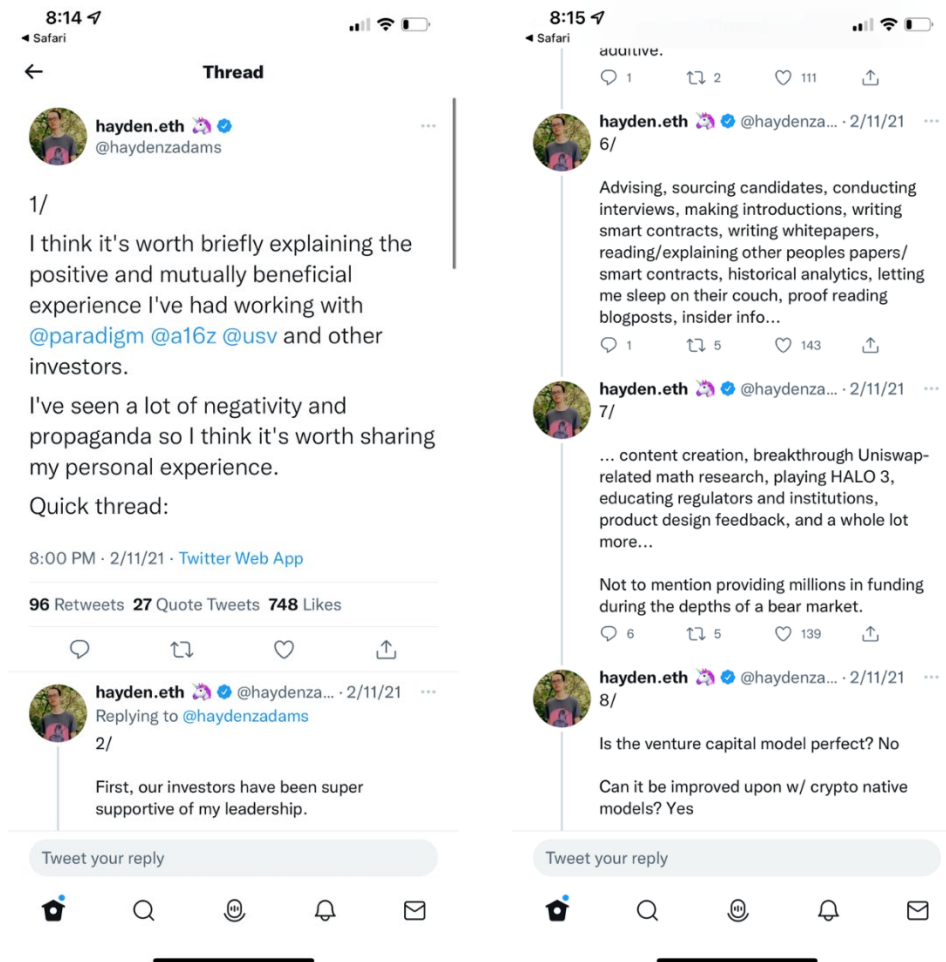 8:14
Safari
Thread
hayden.eth 🦄
@haydenzadams
1/
I think it's worth briefly explaining the
positive and mutually beneficial
experience I've had working with
@paradigm @a16z @usv and other
investors.
I've seen a lot of negativity and
propaganda so I think it's worth sharing
my personal experience.
Quick thread:
8:00 PM · 2/11/21 · Twitter Web App
96 Retweets 27 Quote Tweets 748 Likes
hayden.eth 🦄 @haydenza... · 2/11/21
Replying to @haydenzadams
2/
First, our investors have been super
supportive of my leadership.
Tweet your reply
8:15
Safari
additive.
1 2 111
hayden.eth 🦄 @haydenza... · 2/11/21
6/
Advising, sourcing candidates, conducting
interviews, making introductions, writing
smart contracts, writing whitepapers,
reading/explaining other peoples papers/
smart contracts, historical analytics, letting
me sleep on their couch, proof reading
blogposts, insider info...
1 5 143
hayden.eth 🦄 @haydenza... · 2/11/21
7/
... content creation, breakthrough Uniswap-
related math research, playing HALO 3,
educating regulators and institutions,
product design feedback, and a whole lot
more...
Not to mention providing millions in funding
during the depths of a bear market.
6 5 139
hayden.eth 🦄 @haydenza... · 2/11/21
8/
Is the venture capital model perfect? No
Can it be improved upon w/ crypto native
models? Yes
Tweet your reply